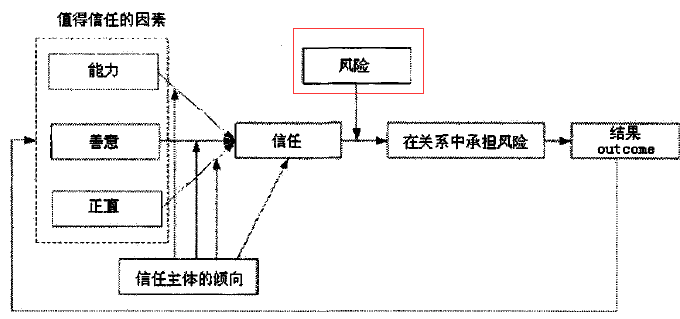 值得信任的因素
能力
风险
善意
信任
在关系中承担风险
结果
outcome
正直
信任主体的倾向